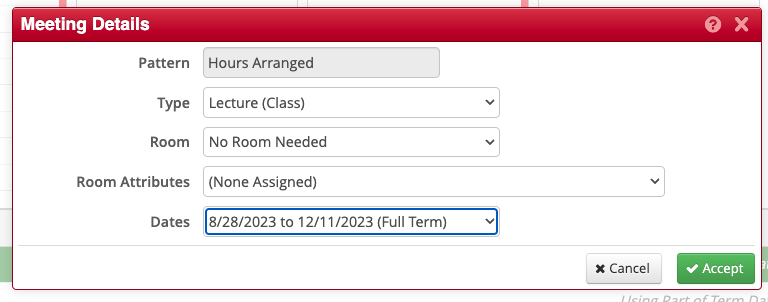 Meeting Details
Pattern Hours Arranged
Type Lecture (Class)
Room No Room Needed
Room Attributes (None Assigned)
Dates 8/28/2023 to 12/11/2023 (Full Term)
Cancel Accept
Using Part of Term